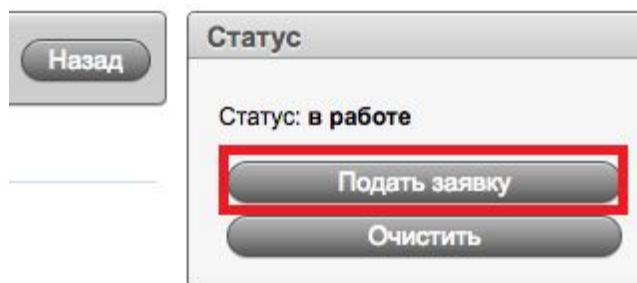 Назад
Статус
Статус: в работе
Подать заявку
Очистить